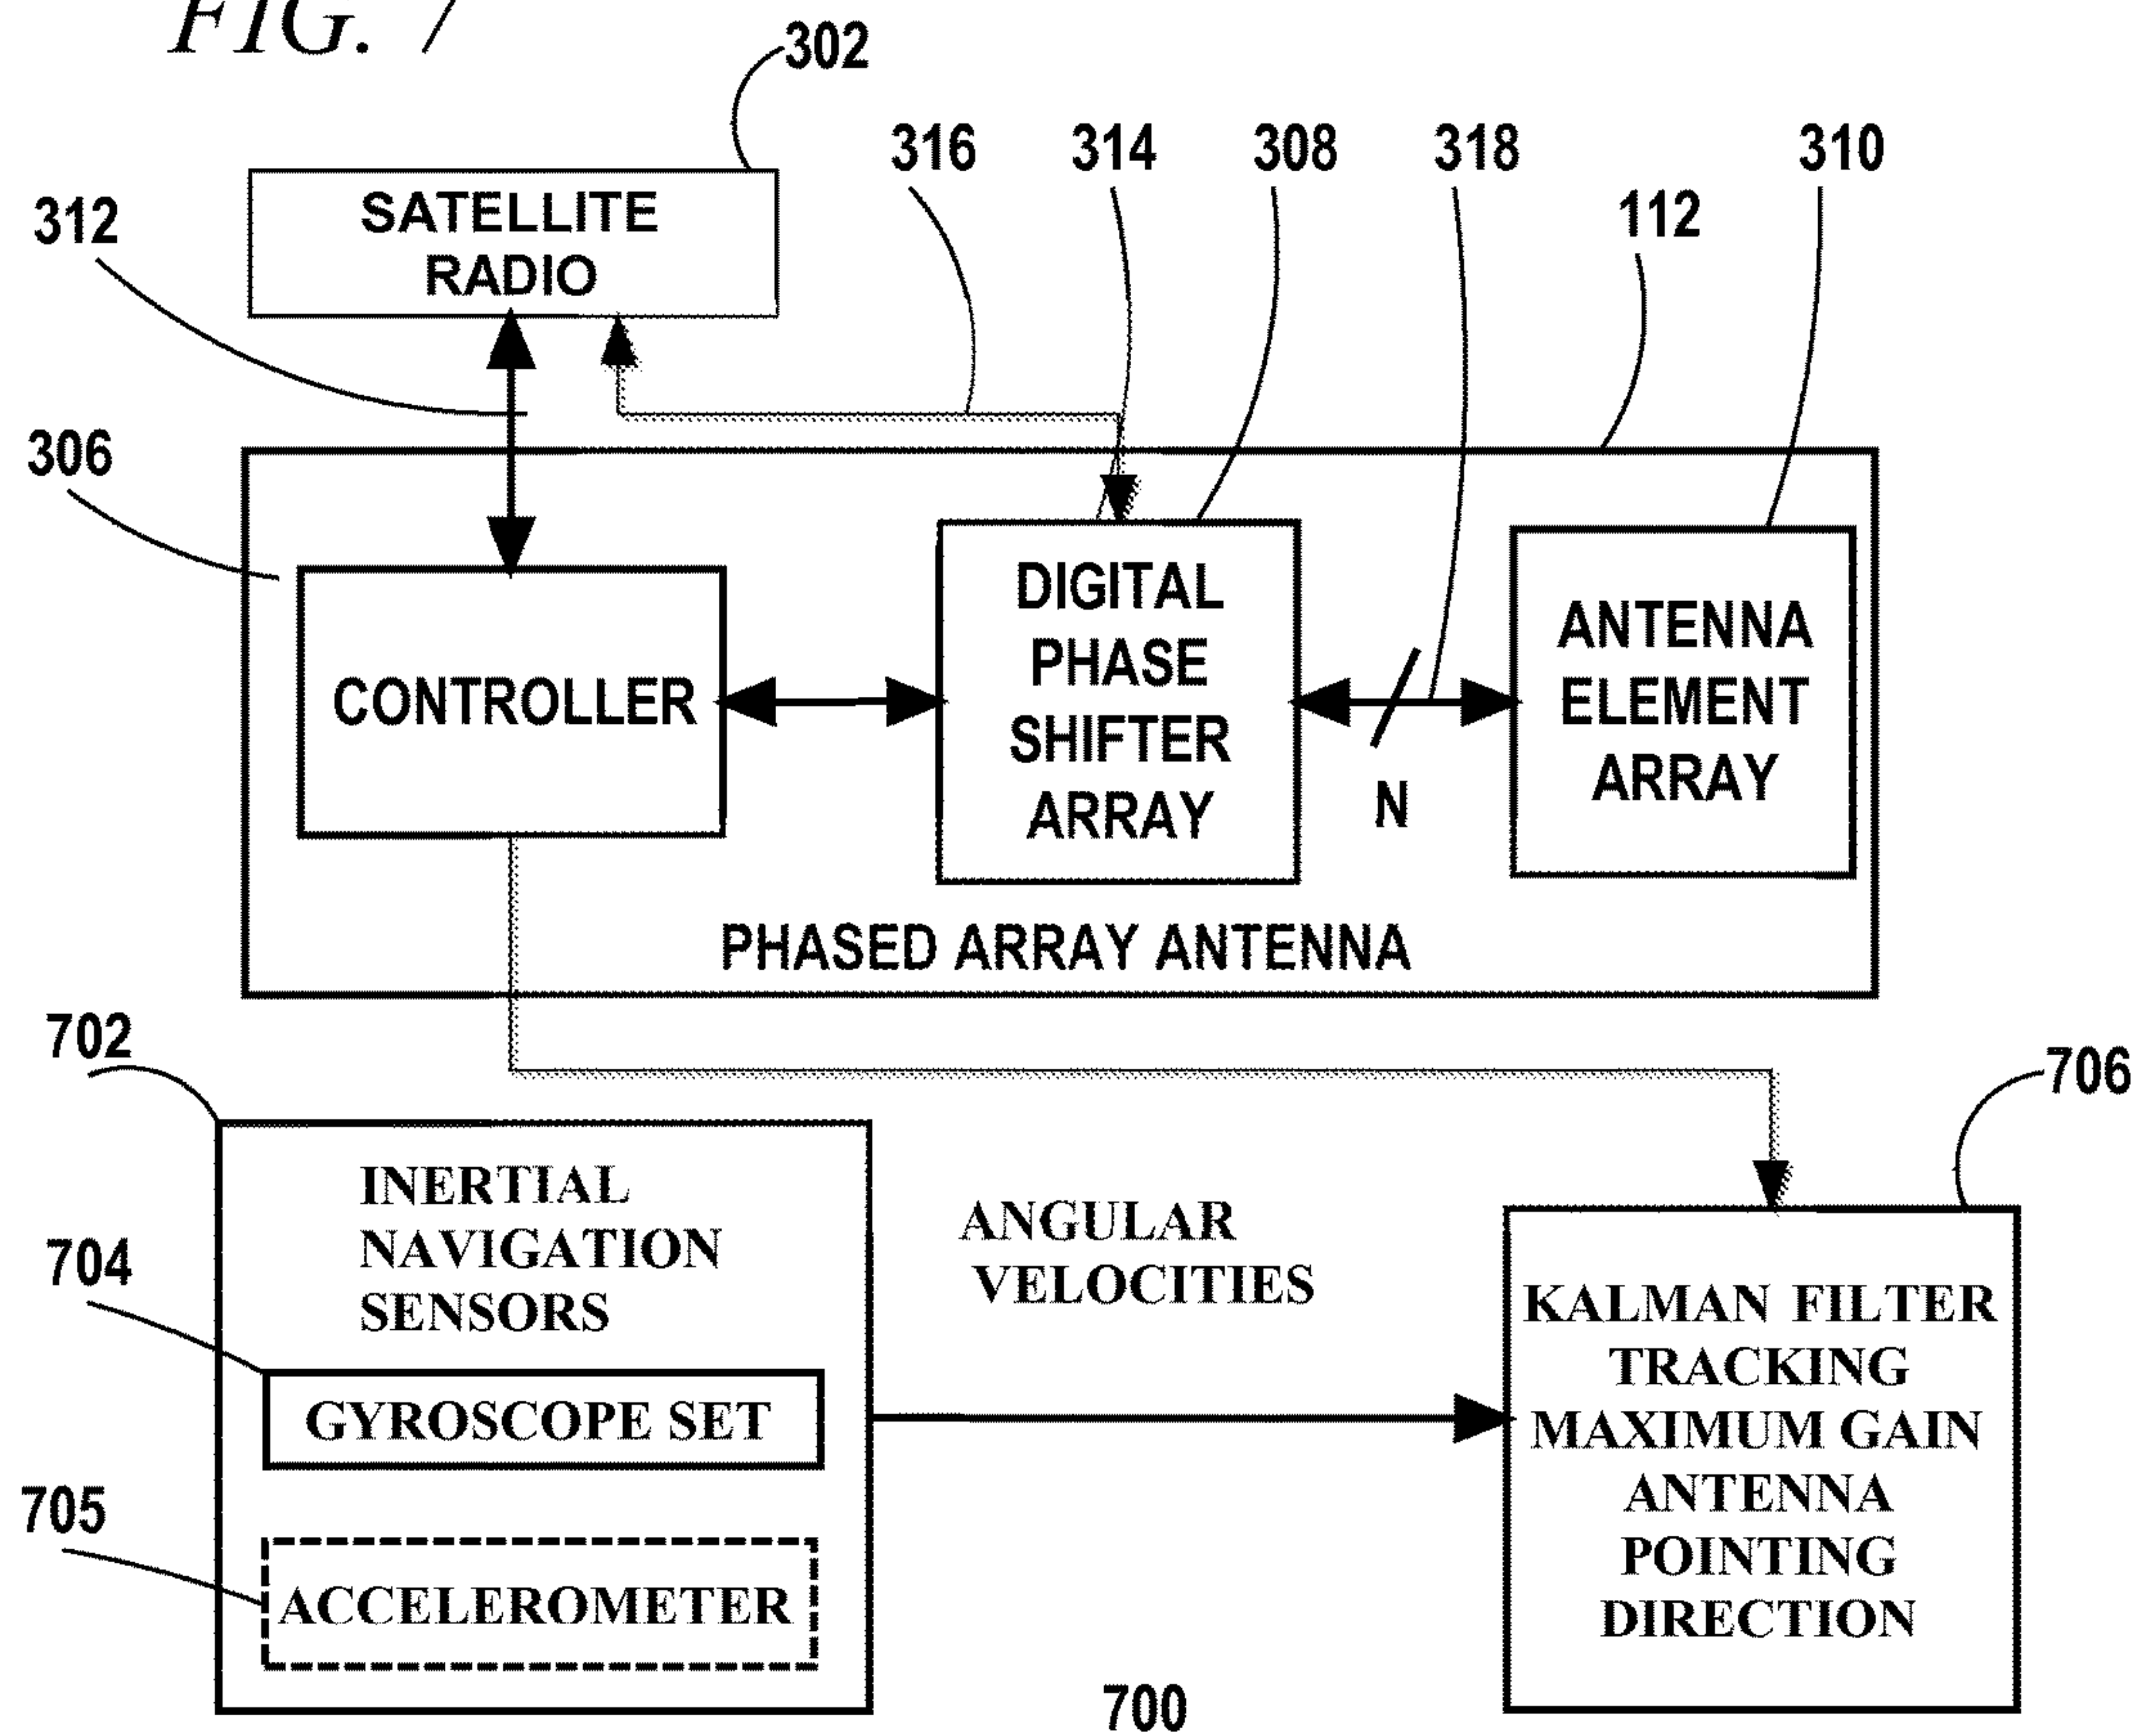 FIG. 7
302
316
314
308
318
310
112
312
SATELLITE
RADIO
306
CONTROLLER
DIGITAL
PHASE
SHIFTER
ARRAY
N
ANTENNA
ELEMENT
ARRAY
PHASED ARRAY ANTENNA
702
706
INERTIAL
NAVIGATION
SENSORS
704
GYROSCOPE SET
705
ACCELEROMETER
ANGULAR
VELOCITIES
KALMAN FILTER
TRACKING
MAXIMUM GAIN
ANTENNA
POINTING
DIRECTION
700